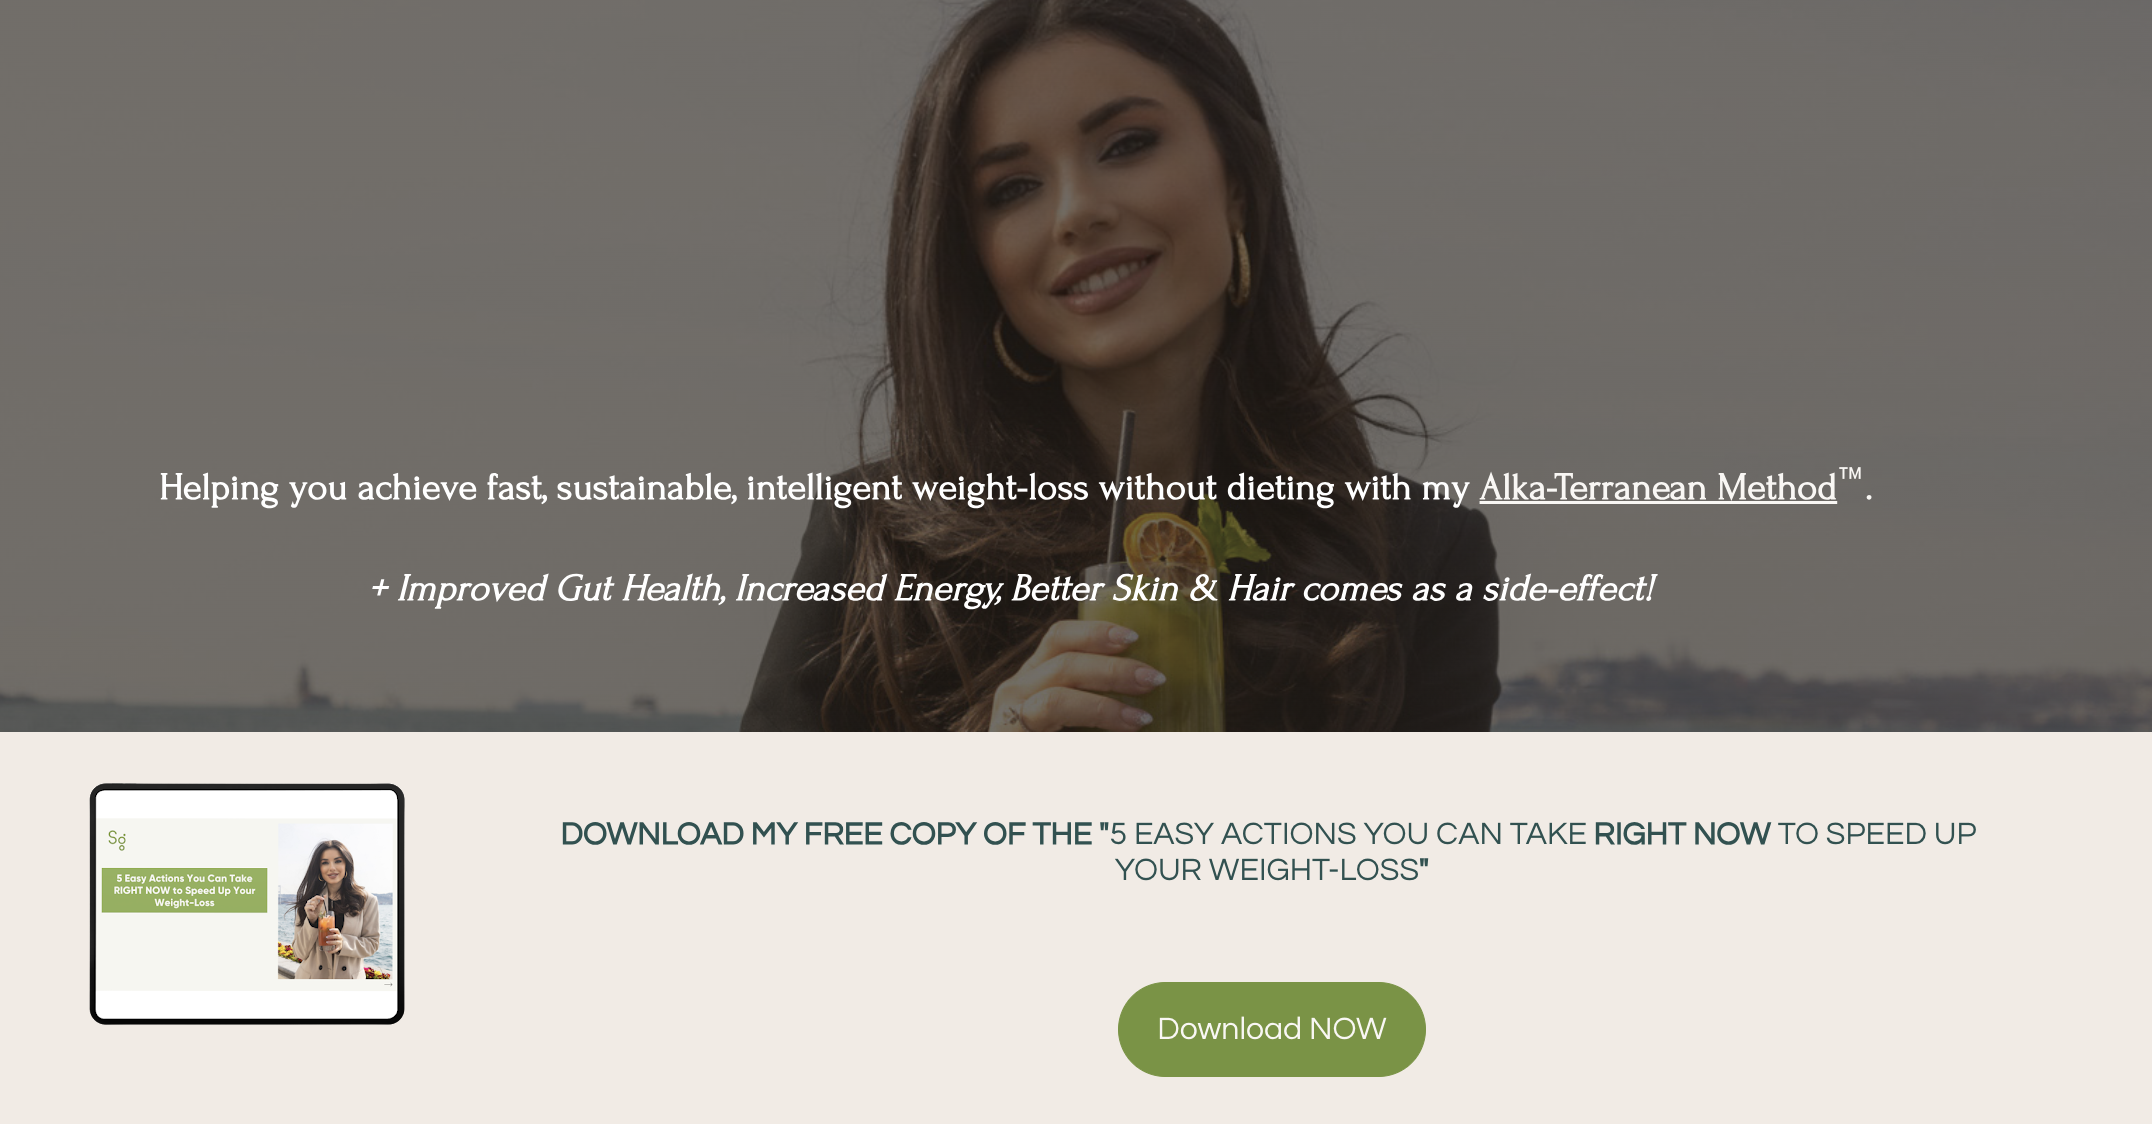 Helping you achieve fast, sustainable, intelligent weight-loss without dieting with my Alka-Terranean Method™.
+ Improved Gut Health, Increased Energy, Better Skin & Hair comes as a side-effect!
Sg
5 Easy Actions You Can Take
RIGHT NOW to Speed Up Your
Weight-Loss
DOWNLOAD MY FREE COPY OF THE "5 EASY ACTIONS YOU CAN TAKE RIGHT NOW TO SPEED UP
YOUR WEIGHT-LOSS"
Download NOW